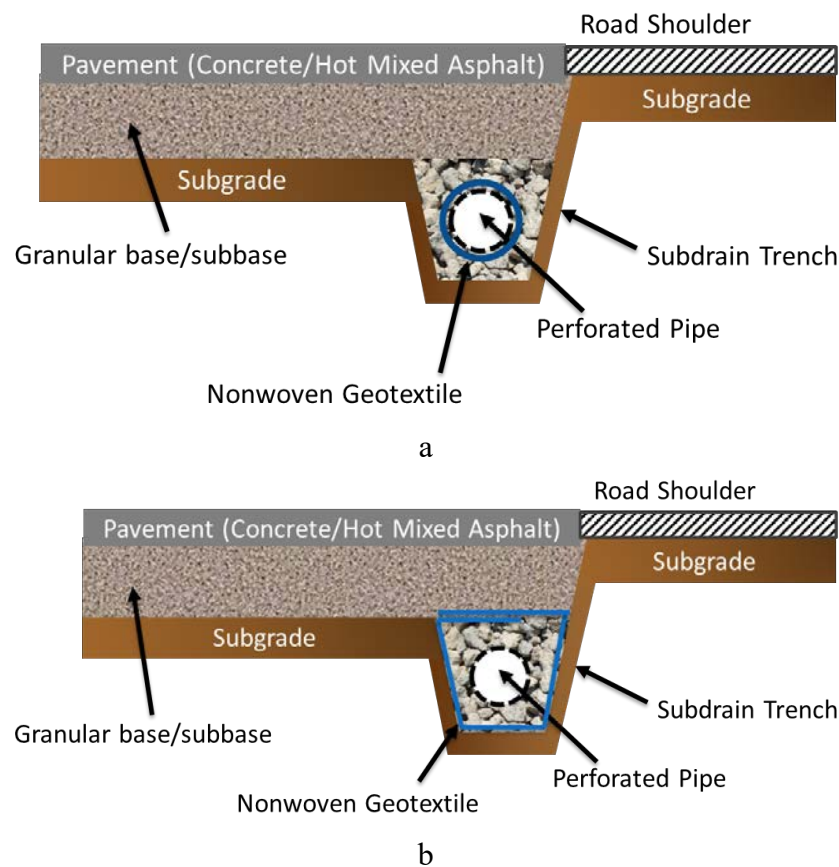 Road Shoulder
Pavement (Concrete/Hot Mixed Asphalt)
Subgrade
Subgrade
Granular base/subbase
Subdrain Trench
Perforated Pipe
Nonwoven Geotextile
a
Road Shoulder
Pavement (Concrete/Hot Mixed Asphalt)
Subgrade
Subgrade
Subdrain Trench
Granular base/subbase
Perforated Pipe
Nonwoven Geotextile
b